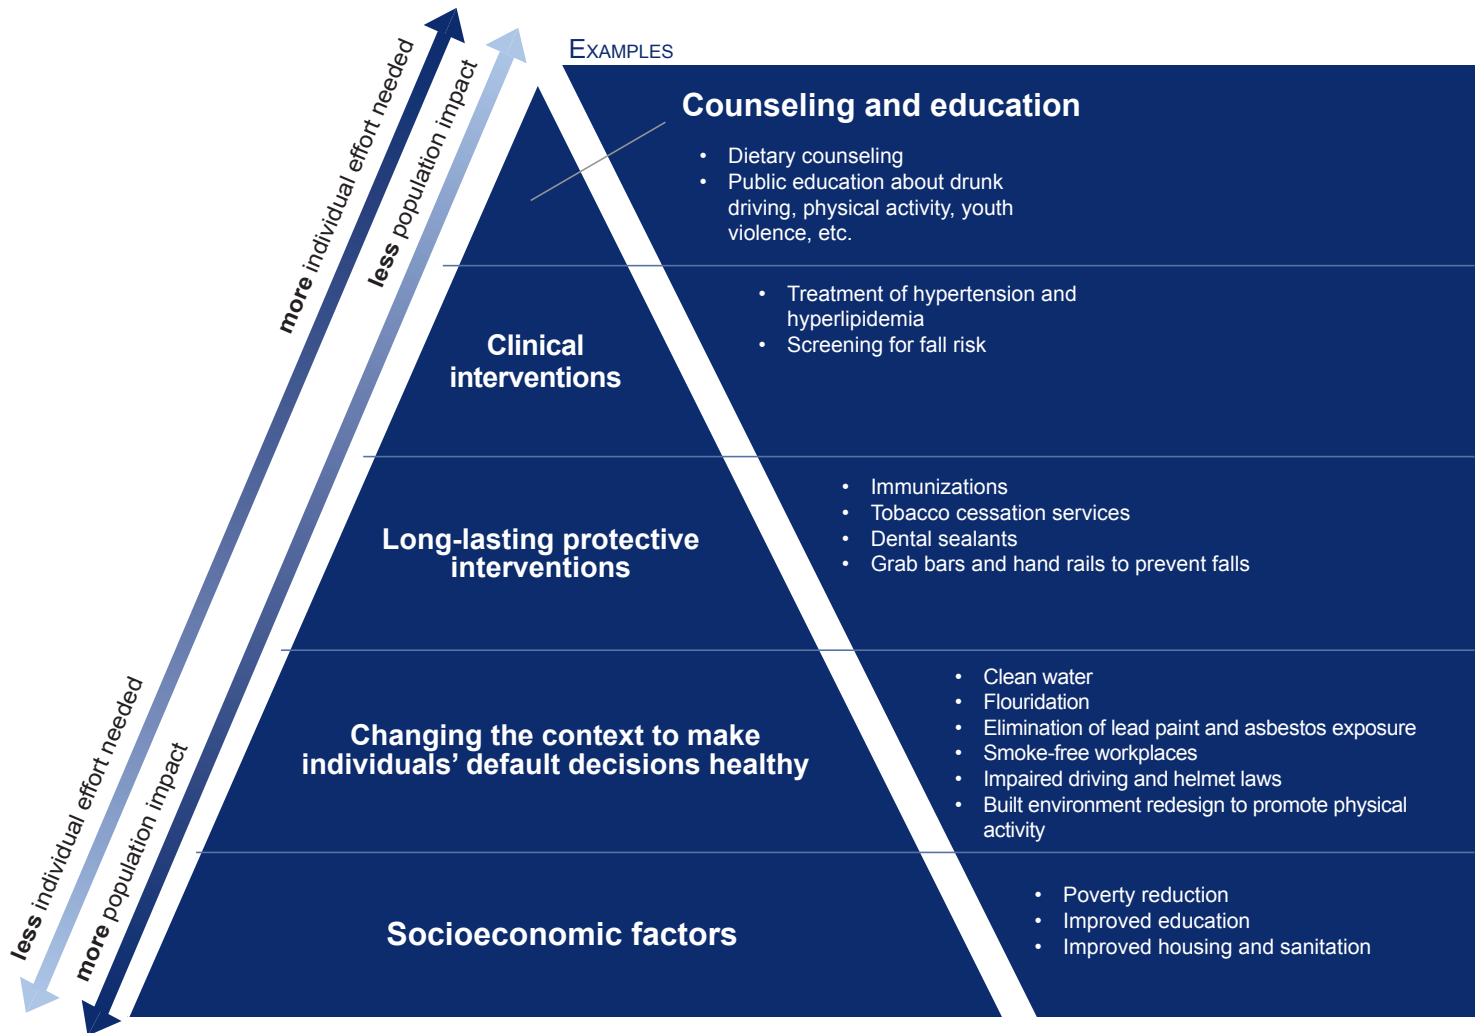 EXAMPLES
more individual effort needed
less population impact
less individual effort needed
more population impact
Counseling and education
• Dietary counseling
• Public education about drunk
driving, physical activity, youth
violence, etc.
Clinical
interventions
• Treatment of hypertension and
hyperlipidemia
• Screening for fall risk
Long-lasting protective
interventions
• Immunizations
• Tobacco cessation services
• Dental sealants
• Grab bars and hand rails to prevent falls
Changing the context to make
individuals’ default decisions healthy
• Clean water
• Flouridation
• Elimination of lead paint and asbestos exposure
• Smoke-free workplaces
• Impaired driving and helmet laws
• Built environment redesign to promote physical
activity
Socioeconomic factors
• Poverty reduction
• Improved education
• Improved housing and sanitation